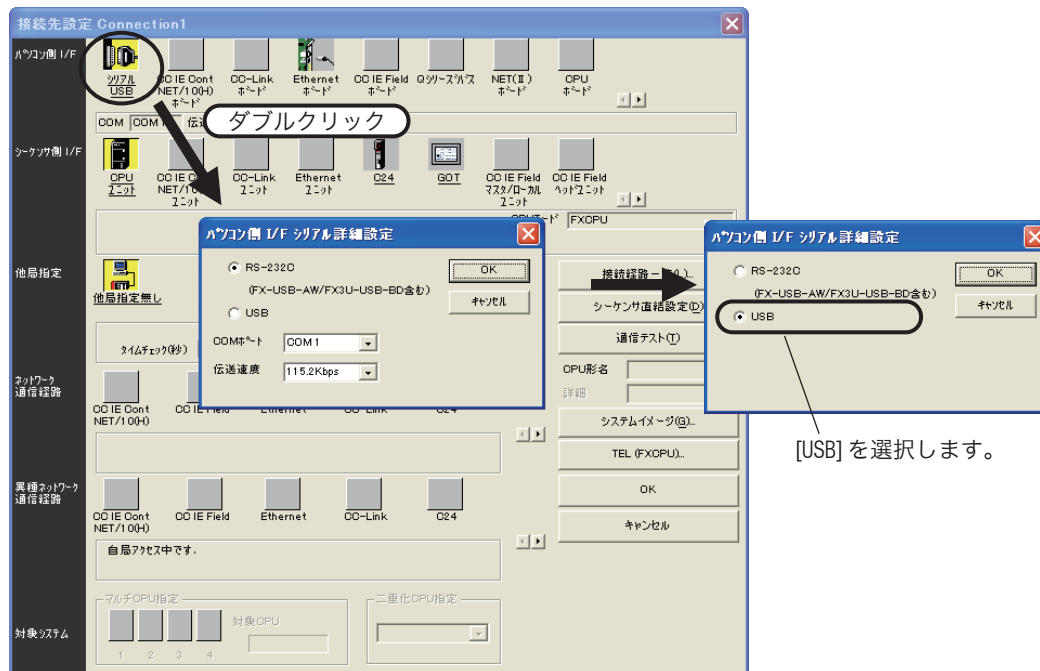 接続先設定 Connection1
パソコン側 I/F
シリアル
USB
CC IE Cont
NET/10(H)
ボード
CC-Link
ボード
Ethernet
ボード
CC IE Field
ボード
Qシリーズバス
NET(Ⅱ)
ボード
CPU
ボード
COM
COM 1
ダブルクリック
シーケンサ側 I/F
CPU
ユニット
ユニット
CC-Link
ユニット
Ethernet
ユニット
C24
GOT
CC IE Field
マスタ/ローカル
ユニット
CC IE Field
ヘッドユニット
FXCPU
パソコン側 I/F シリアル詳細設定
RS-232C
(FX-USB-AW/FX3U-USB-BD含む)
USB
COMポート
COM 1
伝送速度
115.2Kbps
OK
キャンセル
パソコン側 I/F シリアル詳細設定
RS-232C
(FX-USB-AW/FX3U-USB-BD含む)
USB
OK
キャンセル
[USB]を選択します。
他局指定
他局指定無し
タイムチェック(秒)
シーケンサ直結設定(D)
通信テスト(T)
CPU形名
詳細
システムイメージ(G)...
TEL (FXCPU)...
OK
キャンセル
ネットワーク
通信経路
CC IE Cont
NET/10(H)
異種ネットワーク
通信経路
CC IE Cont
NET/10(H)
CC IE Field
Ethernet
CC-Link
C24
自局アクセス中です.
対象システム
マルチCPU指定
1 2 3 4
対象CPU
二重化CPU指定